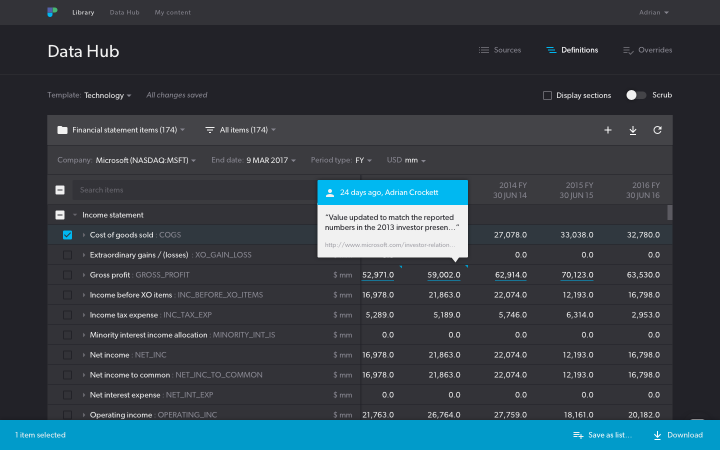 Library Data Hub My content Adrian
Data Hub
Sources Definitions Overrides
Template: Technology All changes saved Display sections Scrub
Financial statement items (174) All items (174)
Company: Microsoft (NASDAQ:MSFT) End date: 9 MAR 2017 Period type: FY USD mm
Search items
24 days ago, Adrian Crockett
2014 FY 2015 FY 2016 FY
30 JUN 14 30 JUN 15 30 JUN 16
Income statement
"Value updated to match the reported
numbers in the 2013 investor presen..."
http://www.microsoft.com/investor-relation...
Cost of goods sold : COGS 27,078.0 33,038.0 32,780.0
Extraordinary gains / (losses) : XO_GAIN_LOSS 0.0 0.0 0.0
Gross profit : GROSS_PROFIT $ mm 52,971.0 59,002.0 62,914.0 70,123.0 63,530.0
Income before XO items : INC_BEFORE_XO_ITEMS $ mm 16,978.0 21,863.0 22,074.0 12,193.0 16,798.0
Income tax expense : INC_TAX_EXP $ mm 5,289.0 5,189.0 5,746.0 6,314.0 2,953.0
Minority interest income allocation : MINORITY_INT_IS $ mm 0.0 0.0 0.0 0.0 0.0
Net income : NET_INC $ mm 16,978.0 21,863.0 22,074.0 12,193.0 16,798.0
Net income to common : NET_INC_TO_COMMON $ mm 16,978.0 21,863.0 22,074.0 12,193.0 16,798.0
Net interest expense : NET_INT_EXP $ mm 0.0 0.0 0.0 0.0 0.0
Operating income : OPERATING_INC $ mm 21,763.0 26,764.0 27,759.0 18,161.0 20,182.0
1 item selected Save as list... Download